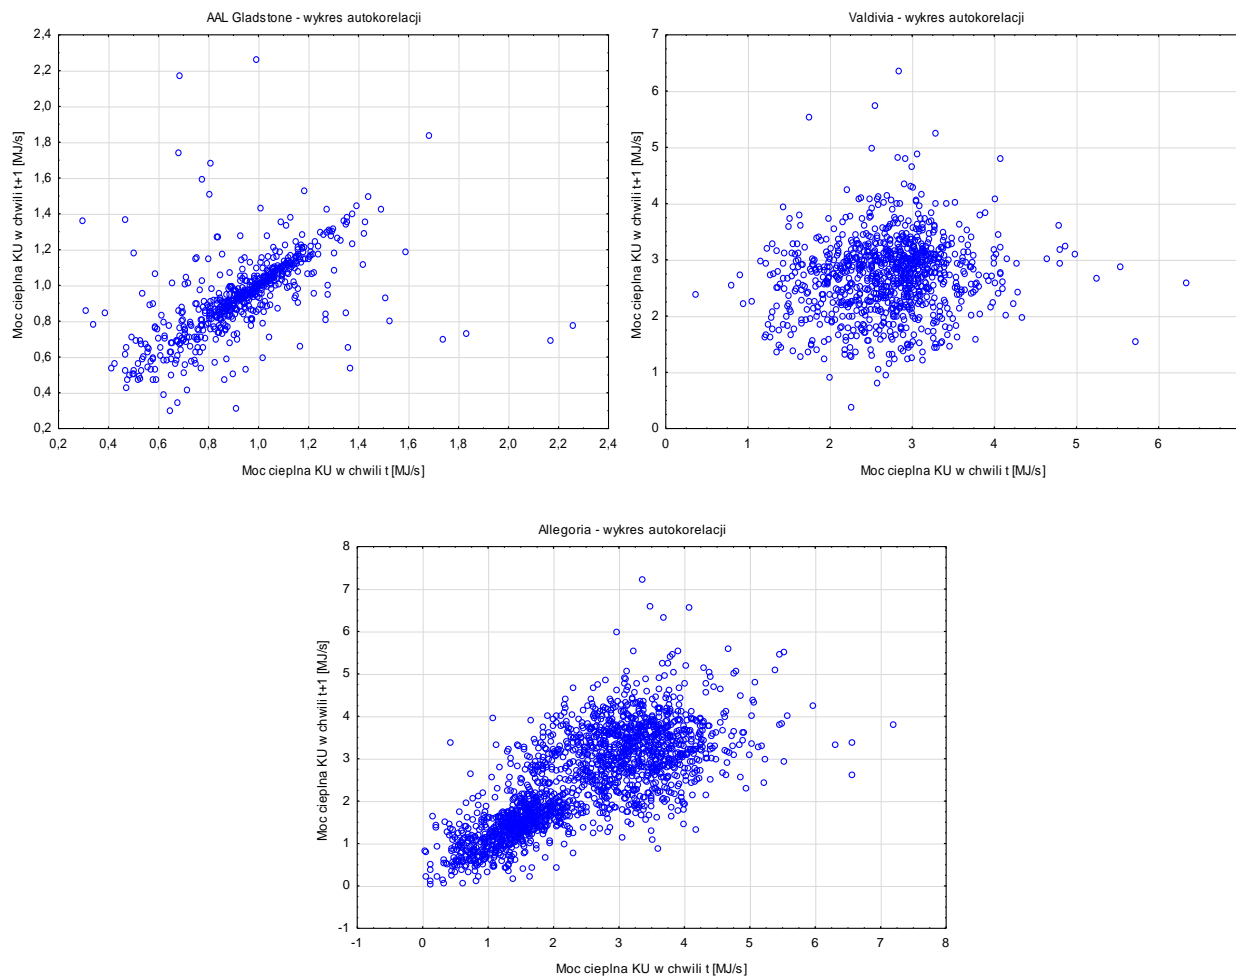 AAL Gladstone - wykres autokorelacji
2,4
2,2
2,0
1,8
1,6
1,4
1,2
1,0
0,8
0,6
0,4
0,2
Moc cieplna KU w chwili t+1 [MJ/s]
0,2 0,4 0,6 0,8 1,0 1,2 1,4 1,6 1,8 2,0 2,2 2,4
Moc cieplna KU w chwili t [MJ/s]
Valdivia - wykres autokorelacji
7
6
5
4
3
2
1
0
Moc cieplna KU w chwili t+1 [MJ/s]
0 1 2 3 4 5 6
Moc cieplna KU w chwili t [MJ/s]
Allegoria - wykres autokorelacji
8
7
6
5
4
3
2
1
0
-1
Moc cieplna KU w chwili t+1 [MJ/s]
-1 0 1 2 3 4 5 6 7 8
Moc cieplna KU w chwili t [MJ/s]